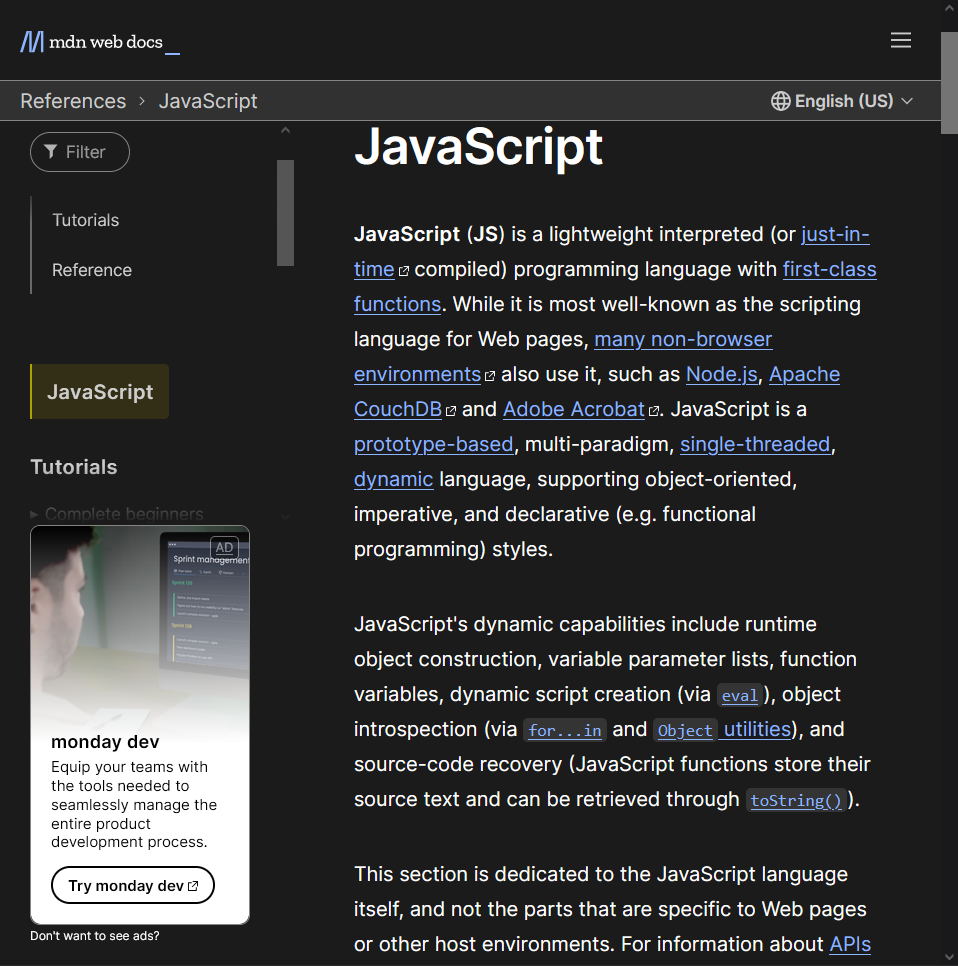 mdn web docs_
References > JavaScript
English (US)
Filter
Tutorials
Reference
JavaScript
Tutorials
Complete beginners
AD
Sprint management
monday dev
Equip your teams with
the tools needed to
seamlessly manage the
entire product
development process.
Try monday dev
Don't want to see ads?
JavaScript
JavaScript (JS) is a lightweight interpreted (or just-in-
time compiled) programming language with first-class
functions. While it is most well-known as the scripting
language for Web pages, many non-browser
environments also use it, such as Node.js, Apache
CouchDB and Adobe Acrobat. JavaScript is a
prototype-based, multi-paradigm, single-threaded,
dynamic language, supporting object-oriented,
imperative, and declarative (e.g. functional
programming) styles.
JavaScript's dynamic capabilities include runtime
object construction, variable parameter lists, function
variables, dynamic script creation (via eval), object
introspection (via for...in and Object utilities), and
source-code recovery (JavaScript functions store their
source text and can be retrieved through toString()).
This section is dedicated to the JavaScript language
itself, and not the parts that are specific to Web pages
or other host environments. For information about APIs